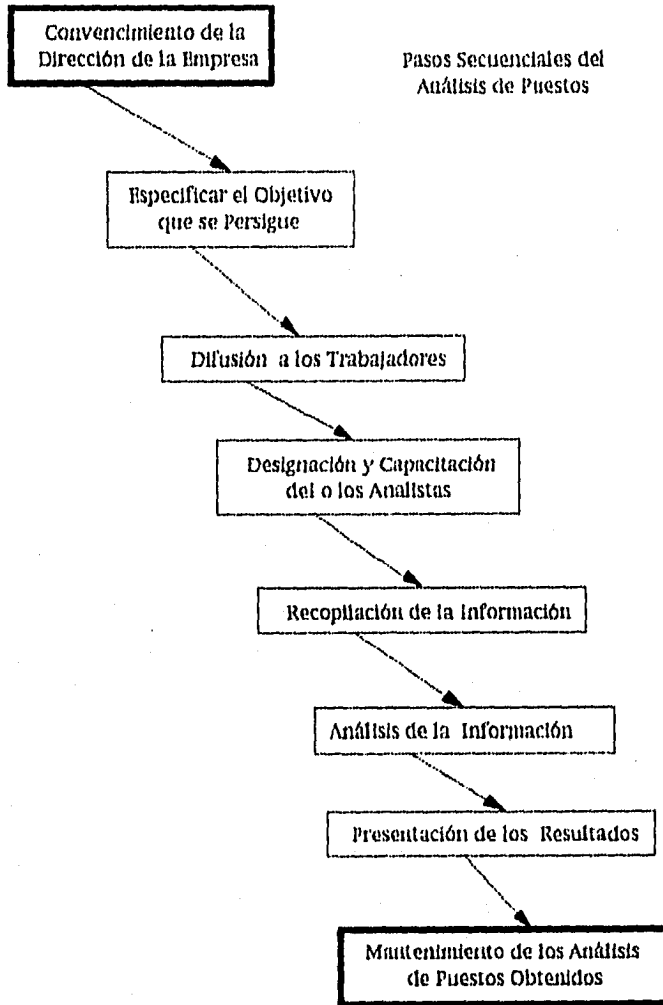 Convencimiento de la
Dirección de la Empresa
Pasos Secuenciales del
Análisis de Puestos
Especificar el Objetivo
que se Persigue
Difusión a los Trabajadores
Designación y Capacitación
del o los Analistas
Recopilación de la Información
Análisis de la Información
Presentación de los Resultados
Mantenimiento de los Análisis
de Puestos Obtenidos